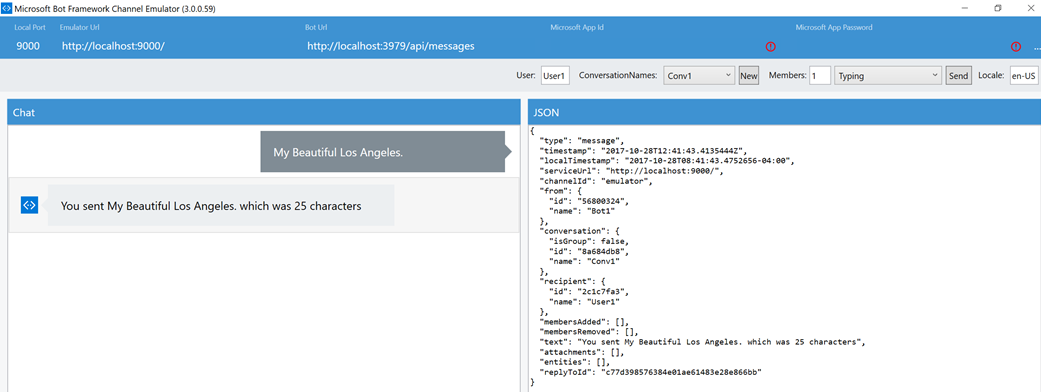 Microsoft Bot Framework Channel Emulator (3.0.0.59)
Local Port Emulator Url Bot Url Microsoft App Id Microsoft App Password
9000 http://localhost:9000/ http://localhost:3979/api/messages ...
User: User1 ConversationNames: Conv1 New Members: 1 Typing Send Locale: en-US
Chat
My Beautiful Los Angeles.
You sent My Beautiful Los Angeles. which was 25 characters
JSON
{
"type": "message",
"timestamp": "2017-10-28T12:41:43.4135444Z",
"localTimestamp": "2017-10-28T08:41:43.4752656-04:00",
"serviceUrl": "http://localhost:9000/",
"channelId": "emulator",
"from": {
"id": "56800324",
"name": "Bot1"
},
"conversation": {
"isGroup": false,
"id": "8a684db8",
"name": "Conv1"
},
"recipient": {
"id": "2c1c7fa3",
"name": "User1"
},
"membersAdded": [],
"membersRemoved": [],
"text": "You sent My Beautiful Los Angeles. which was 25 characters",
"attachments": [],
"entities": [],
"replyToId": "c77d398576384e01ae61483e28e866bb"
}